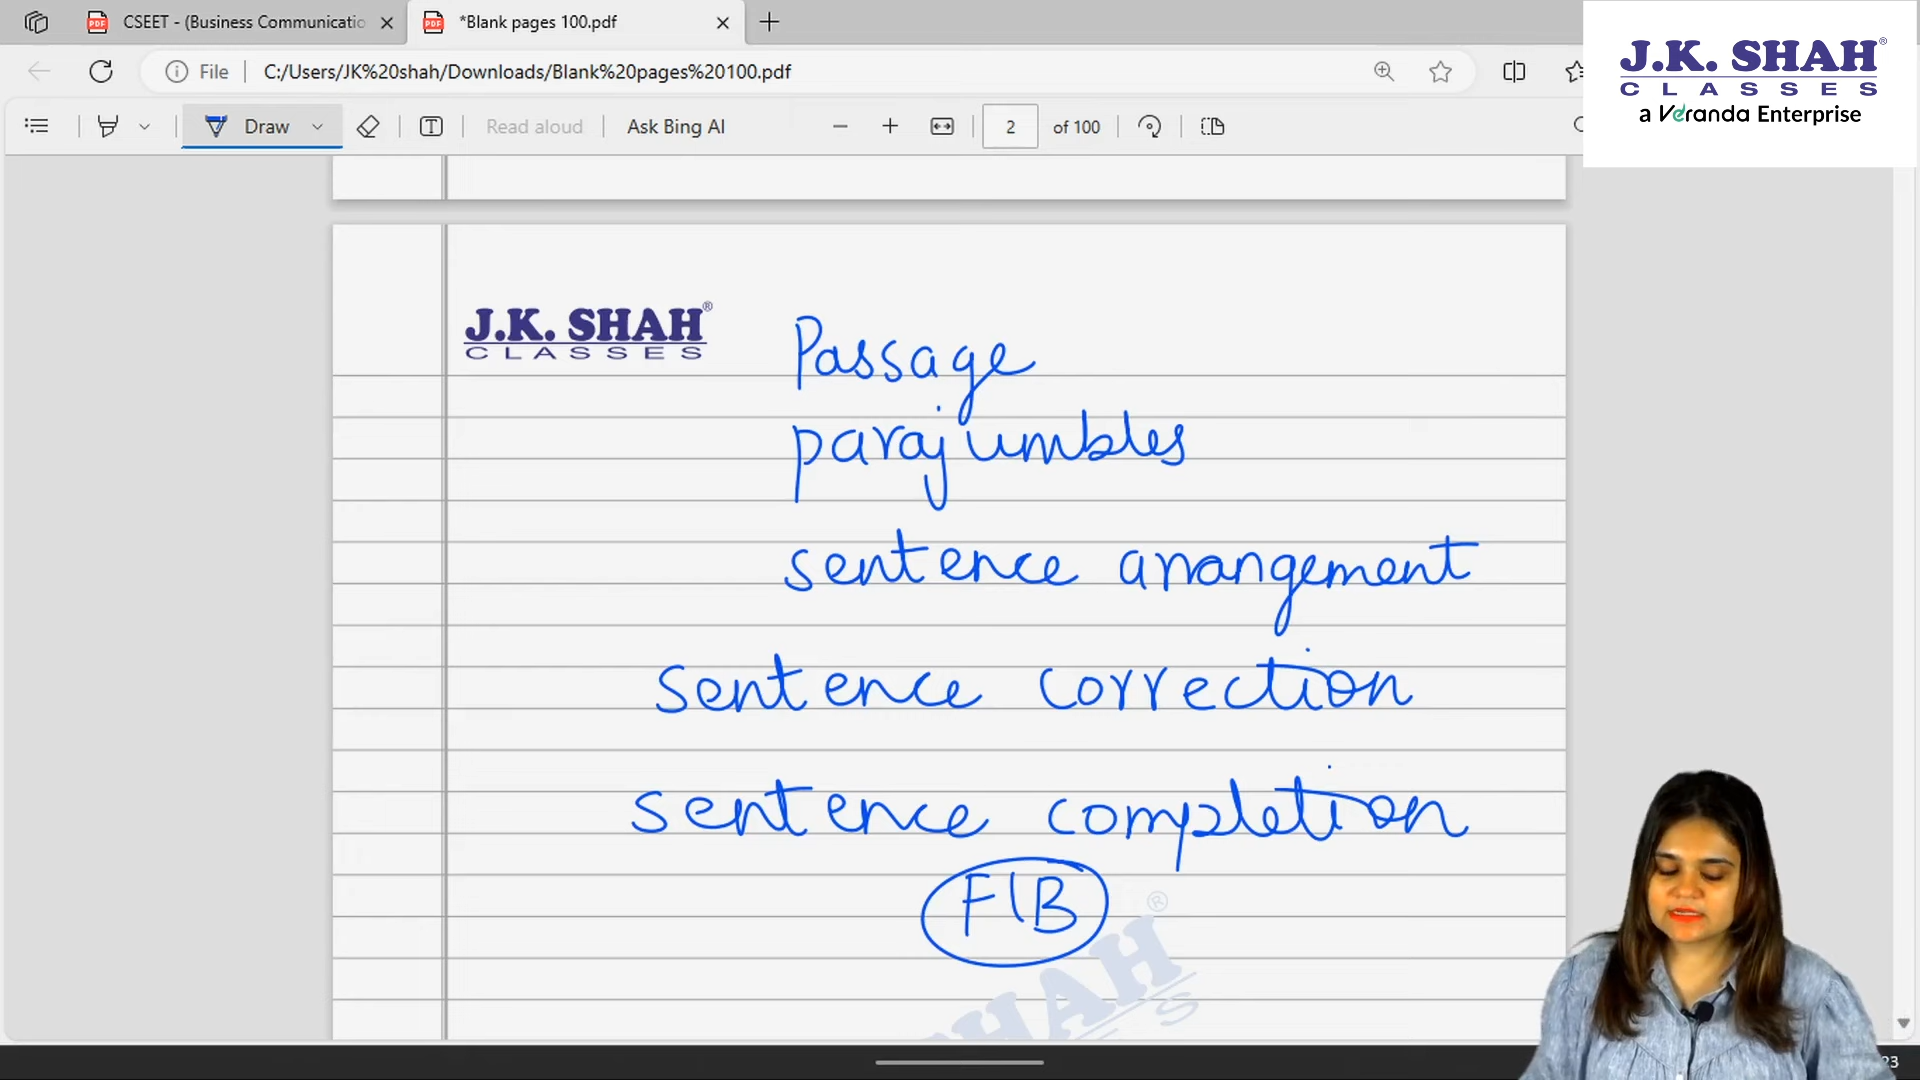 CSEET - (Business Communicatio
*Blank pages 100.pdf
File
C:/Users/JK%20shah/Downloads/Blank%20pages%20100.pdf
Draw
Read aloud
Ask Bing AI
2
of 100
J.K. SHAH®
CLASSES
a Veranda Enterprise
J.K. SHAH®
CLASSES
Passage
parajumbles
sentence arrangement
sentence correction
sentence completion
FIB